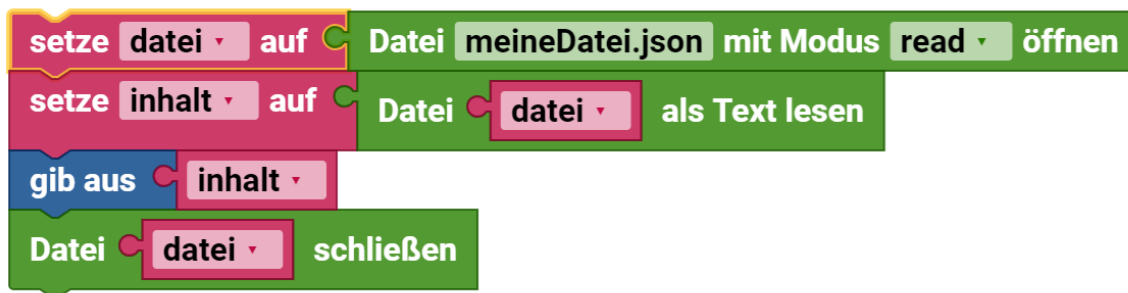 setze datei auf Datei meineDatei.json mit Modus read öffnen
setze inhalt auf Datei datei als Text lesen
gib aus inhalt
Datei datei schließen